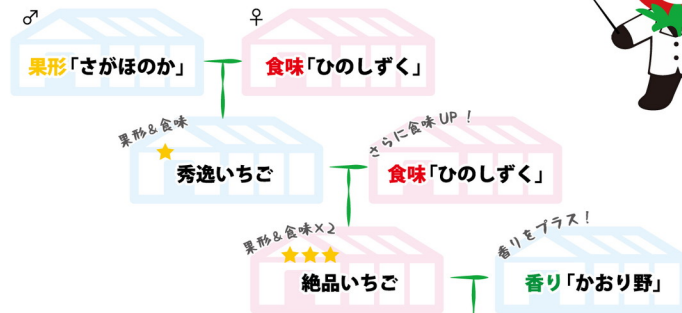 ♂
♀
果形「さがほのか」
食味「ひのしずく」
果形&食味
さらに食味UP！
秀逸いちご
食味「ひのしずく」
果形&食味×2
香りをプラス！
絶品いちご
香り「かおり野」